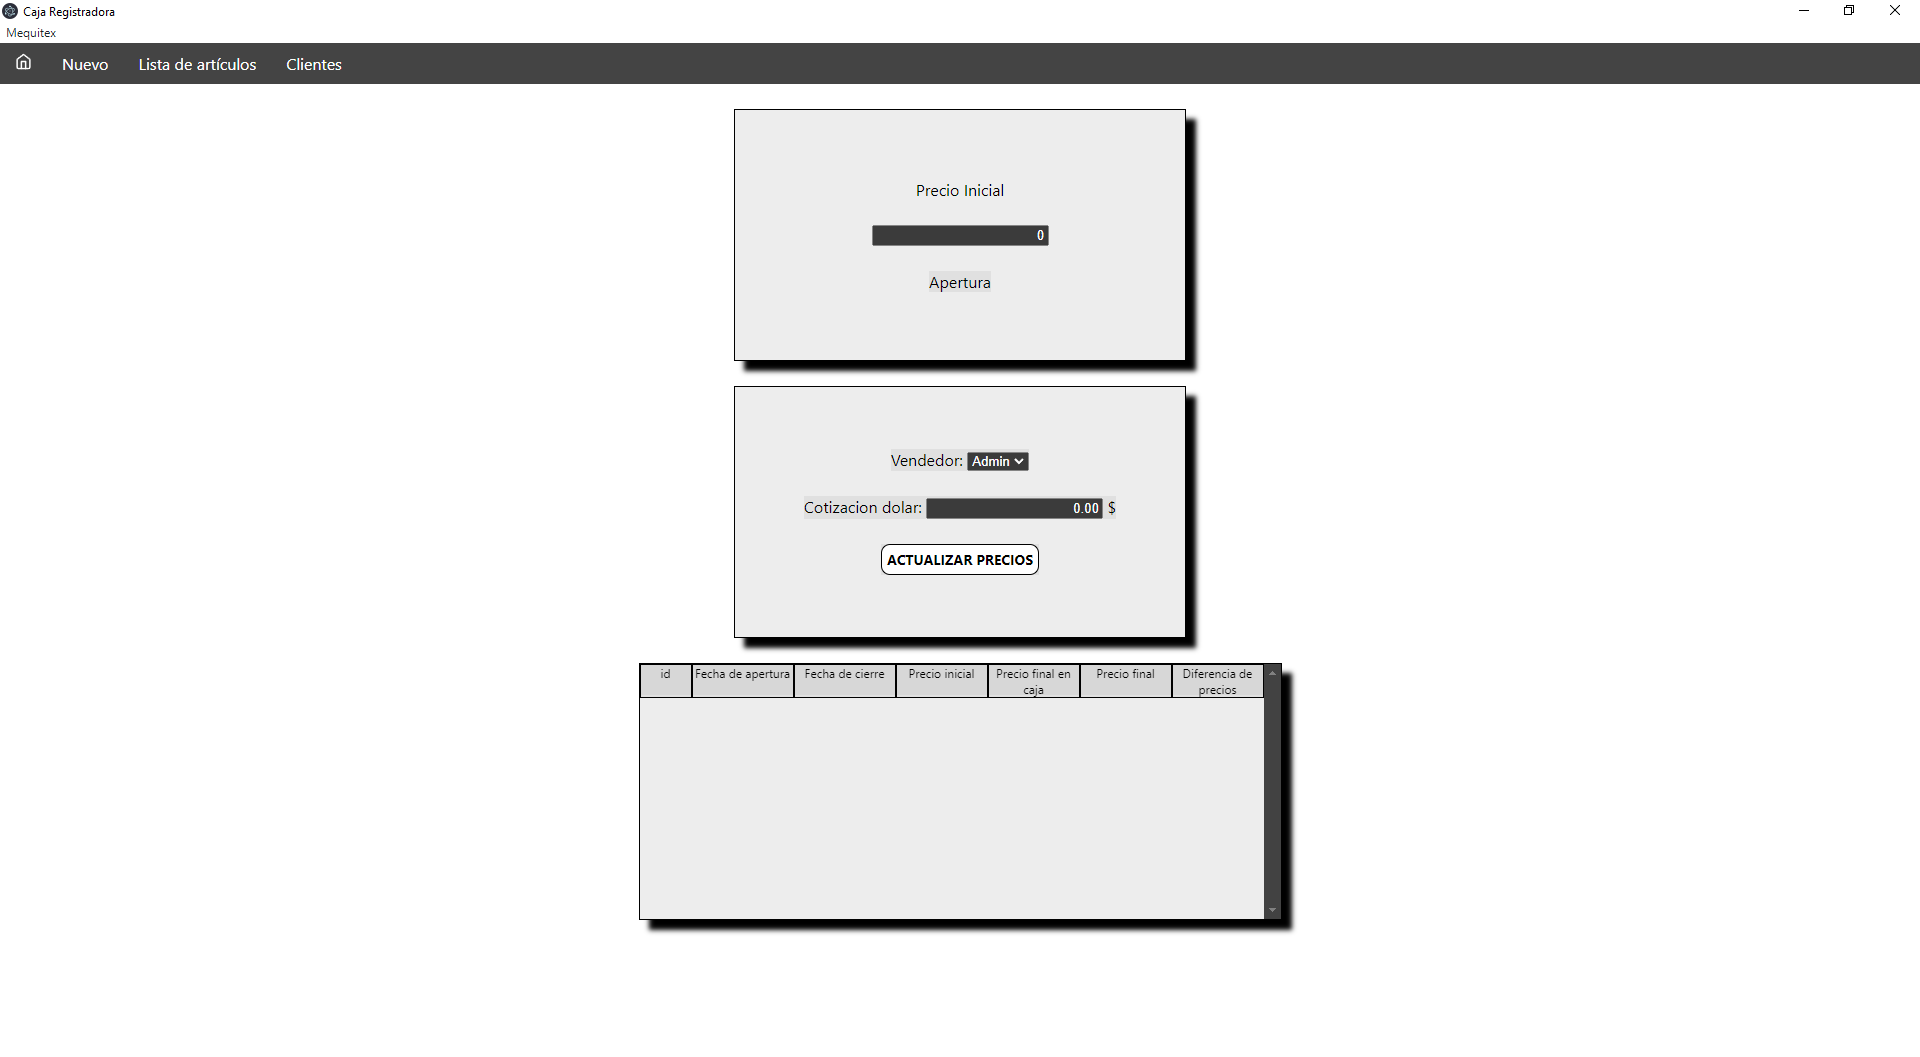 Caja Registradora
Mequitex
Nuevo Lista de artículos Clientes
Precio Inicial
0
Apertura
Vendedor: Admin
Cotizacion dolar: 0.00 $
ACTUALIZAR PRECIOS
id Fecha de apertura Fecha de cierre Precio inicial Precio final en caja Precio final Diferencia de precios